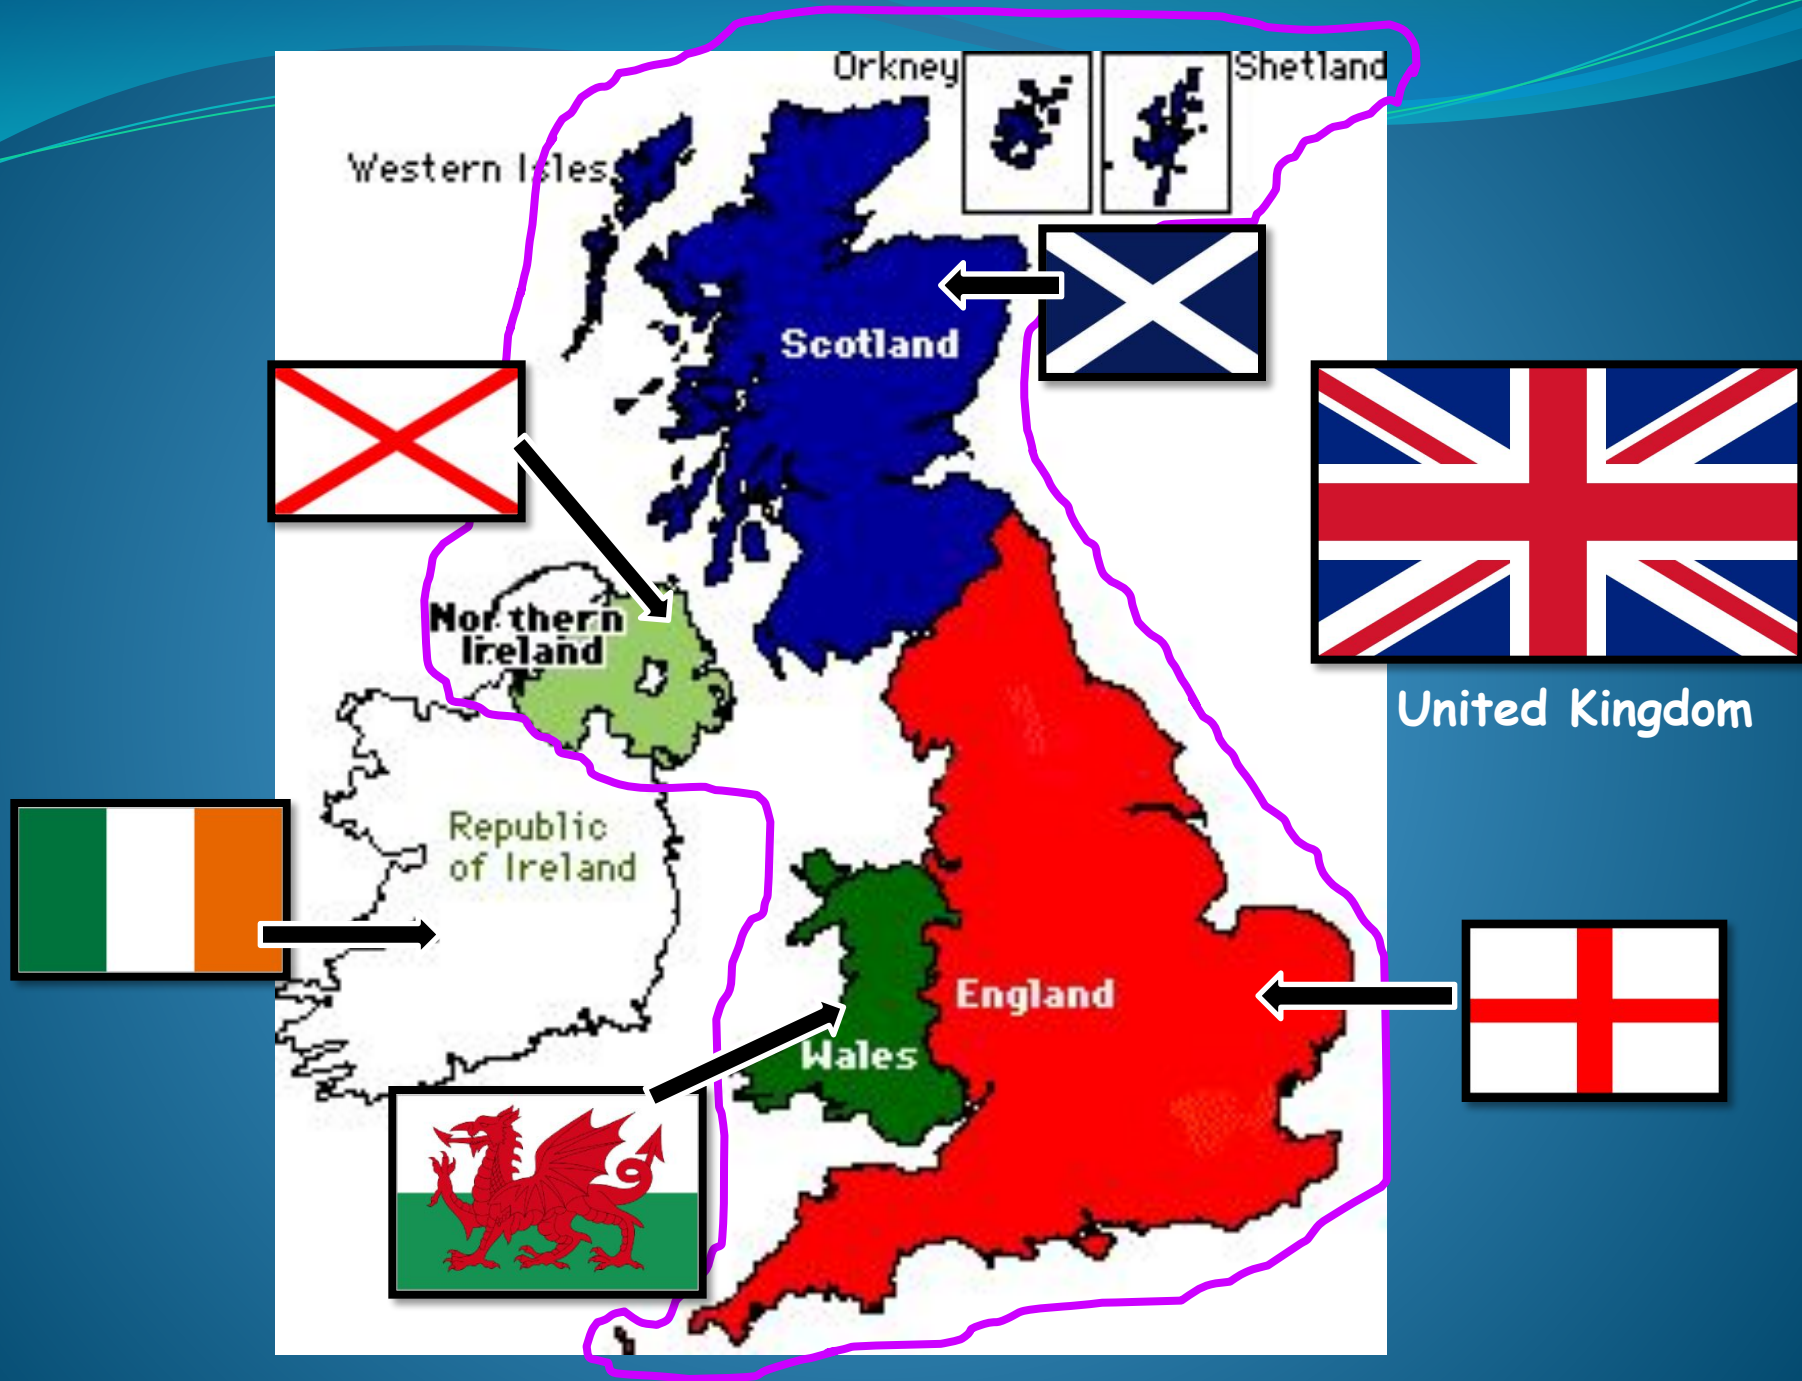 Orkney
Shetland
Western Isles
Scotland
Northern
Ireland
United Kingdom
Republic
of Ireland
England
Wales